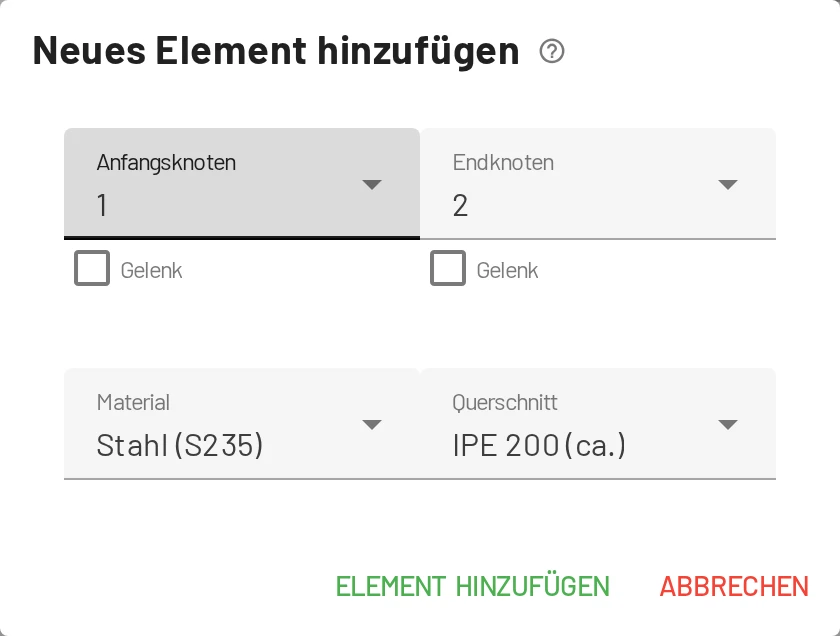 Neues Element hinzufügen
Anfangsknoten
1
Endknoten
2
Gelenk
Gelenk
Material
Stahl (S235)
Querschnitt
IPE 200 (ca.)
ELEMENT HINZUFÜGEN
ABBRECHEN